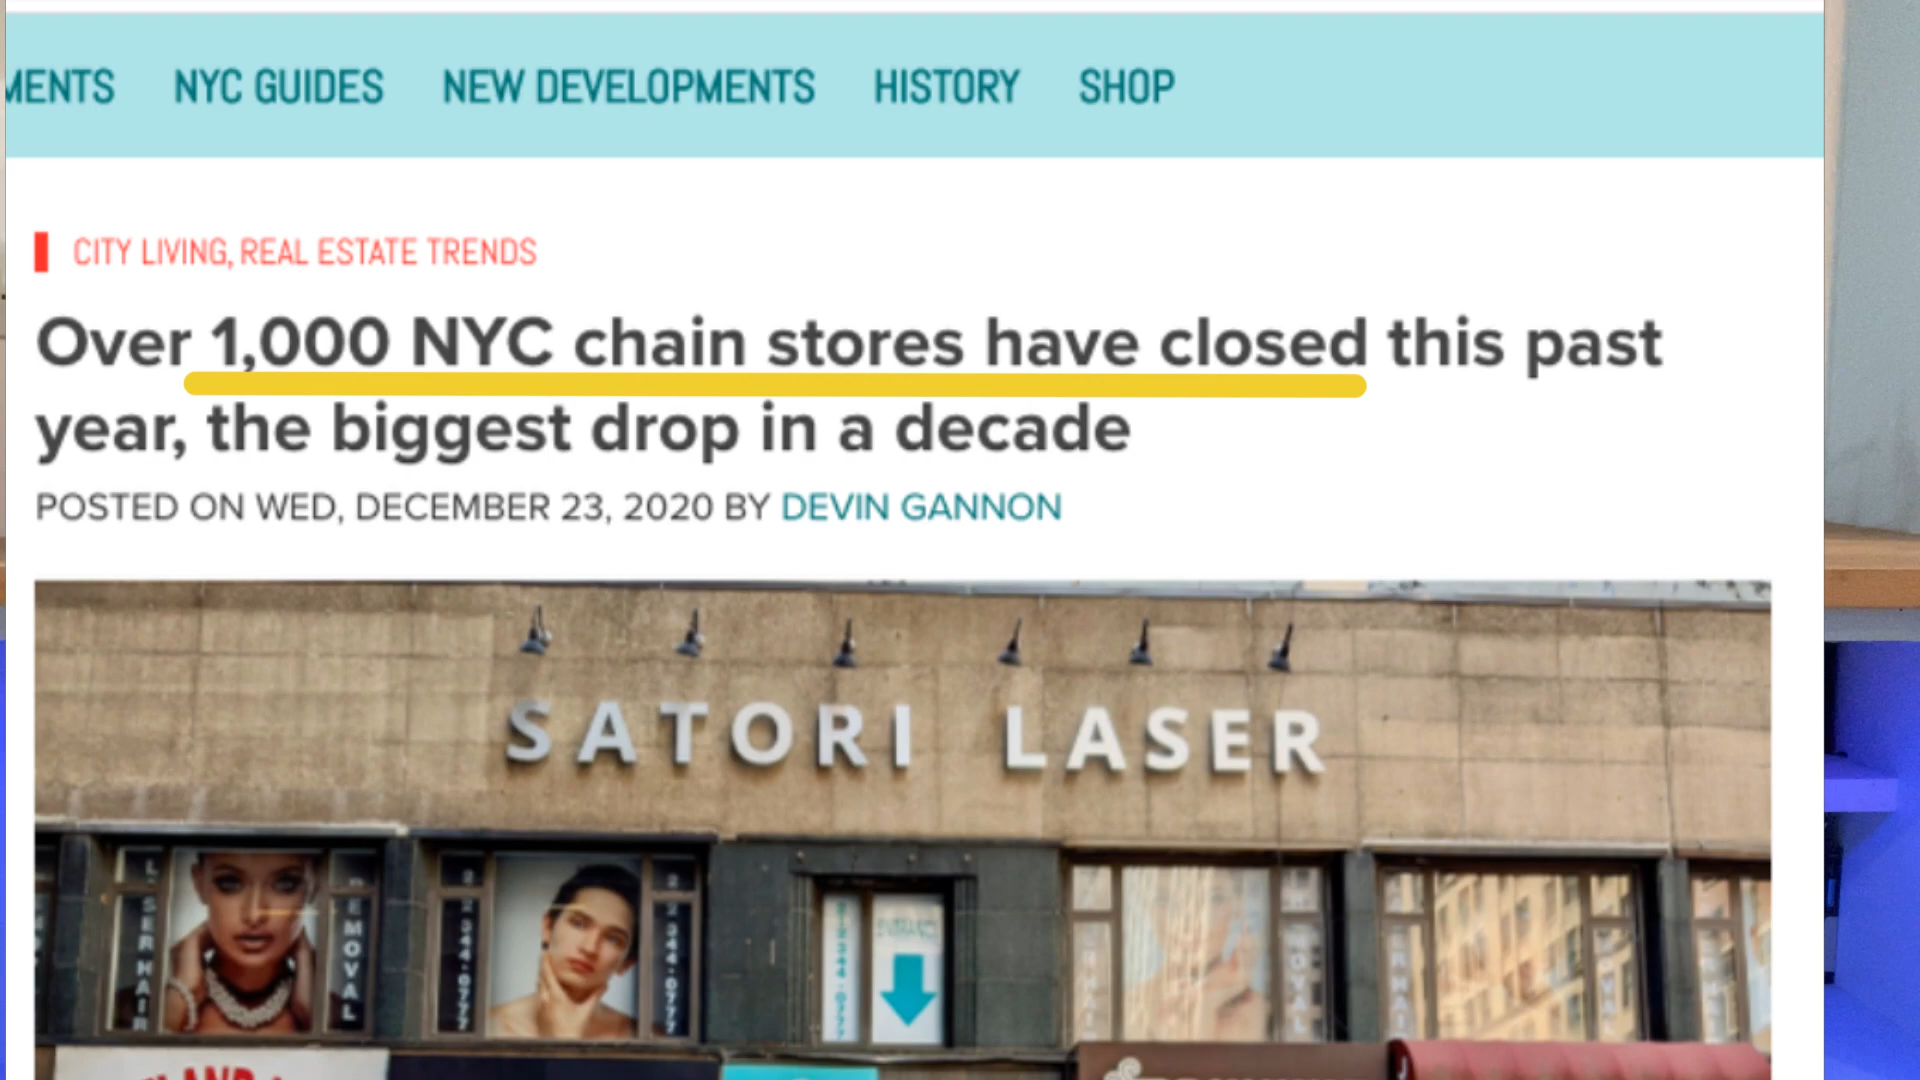 MENTS NYC GUIDES NEW DEVELOPMENTS HISTORY SHOP
CITY LIVING, REAL ESTATE TRENDS
Over 1,000 NYC chain stores have closed this past
year, the biggest drop in a decade
POSTED ON WED, DECEMBER 23, 2020 BY DEVIN GANNON
SATORI LASER
REMOVAL
ENTRANCE